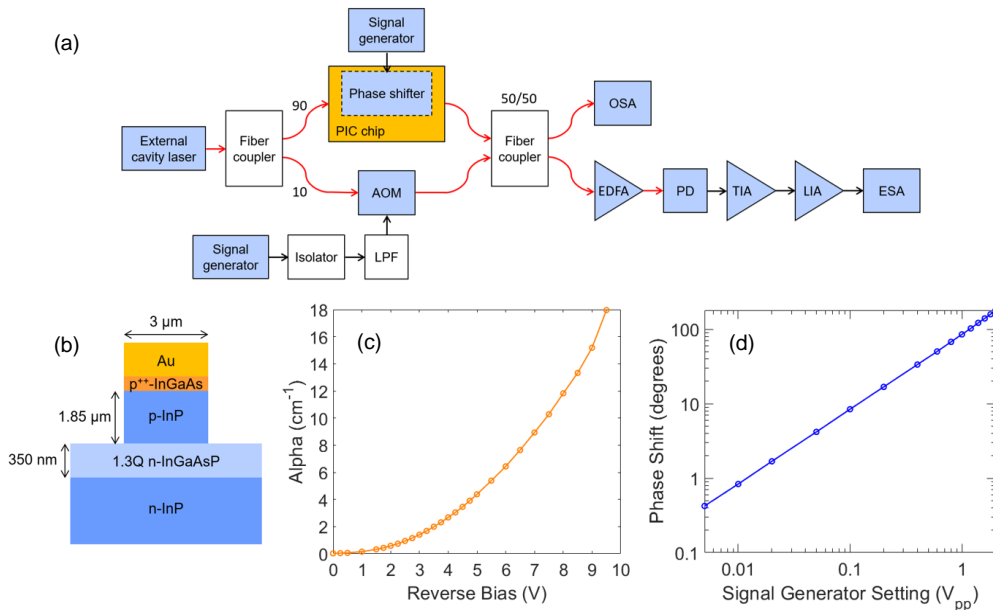 (a)
Signal
generator
Phase shifter
PIC chip
90
50/50
OSA
External
cavity laser
Fiber
coupler
Fiber
coupler
10
AOM
EDFA
PD
TIA
LIA
ESA
Signal
generator
Isolator
LPF
(b)
3 µm
Au
p⁺⁺-InGaAs
1.85 µm
p-InP
350 nm
1.3Q n-InGaAsP
n-InP
(c)
Alpha (cm⁻¹)
18
16
14
12
10
8
6
4
2
0
0 1 2 3 4 5 6 7 8 9 10
Reverse Bias (V)
(d)
Phase Shift (degrees)
100
10
1
0.1
0.01 0.1 1
Signal Generator Setting (Vpp)